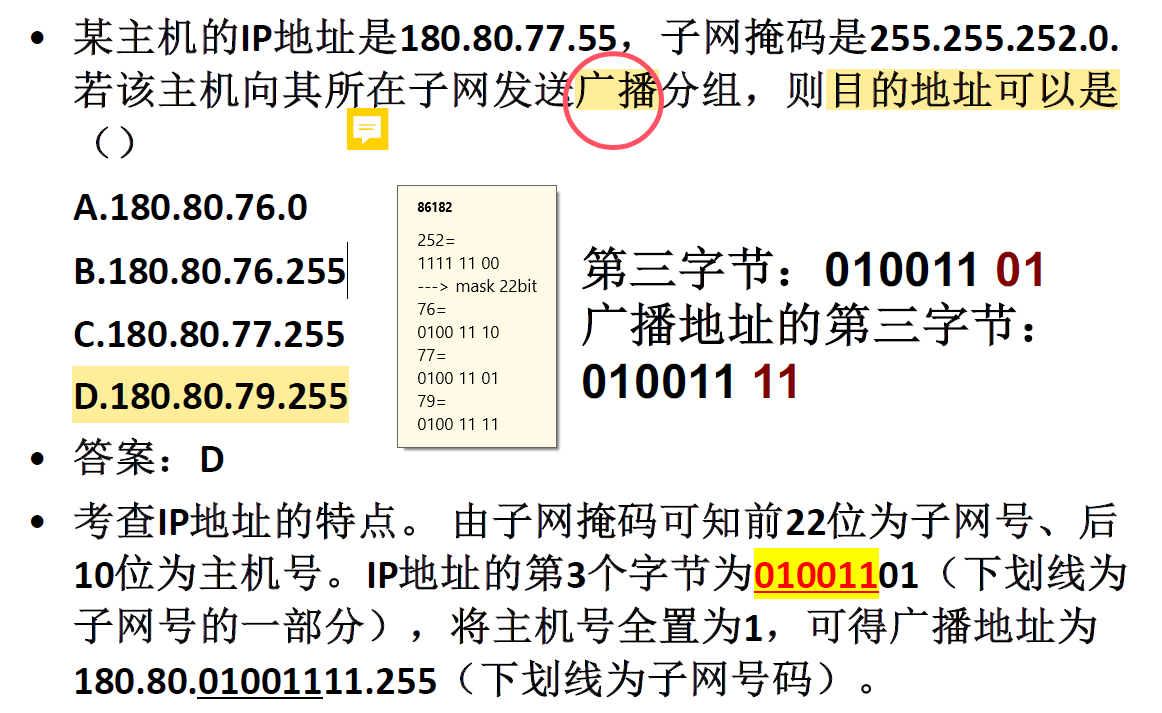 • 某主机的IP地址是180.80.77.55，子网掩码是255.255.252.0.
若该主机向其所在子网发送广播分组，则目的地址可以是
（）
A.180.80.76.0
B.180.80.76.255
C.180.80.77.255
D.180.80.79.255
86182
252=
1111 11 00
---> mask 22bit
76=
0100 11 10
77=
0100 11 01
79=
0100 11 11
第三字节：010011 01
广播地址的第三字节：
010011 11
• 答案：D
• 考查IP地址的特点。 由子网掩码可知前22位为子网号、后
10位为主机号。IP地址的第3个字节为01001101（下划线为
子网号的一部分），将主机号全置为1，可得广播地址为
180.80.01001111.255（下划线为子网号码）。